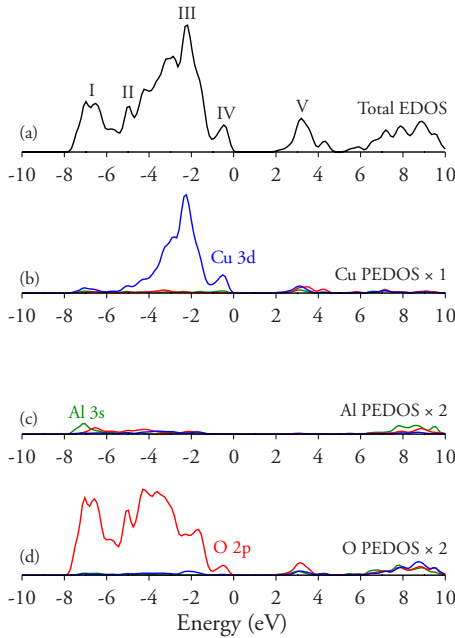 III
I
II
IV
V
Total EDOS
(a)
-10 -8 -6 -4 -2 0 2 4 6 8 10
Cu 3d
(b)
Cu PEDOS × 1
-10 -8 -6 -4 -2 0 2 4 6 8 10
Al 3s
(c)
Al PEDOS × 2
-10 -8 -6 -4 -2 0 2 4 6 8 10
O 2p
(d)
O PEDOS × 2
-10 -8 -6 -4 -2 0 2 4 6 8 10
Energy (eV)